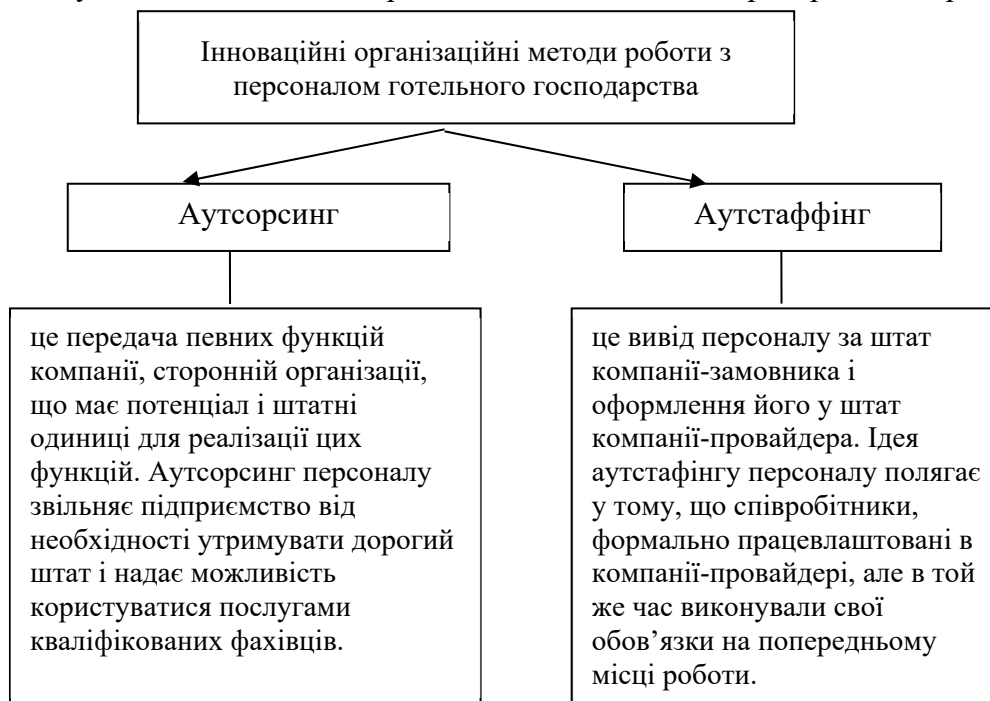 Інноваційні організаційні методи роботи з
персоналом готельного господарства
Аутсорсинг
Аутстаффінг
це передача певних функцій
компанії, сторонній організації,
що має потенціал і штатні
одиниці для реалізації цих
функцій. Аутсорсинг персоналу
звільняє підприємство від
необхідності утримувати дорогий
штат і надає можливість
користуватися послугами
кваліфікованих фахівців.
це вивід персоналу за штат
компанії-замовника і
оформлення його у штат
компанії-провайдера. Ідея
аутстафінгу персоналу полягає
у тому, що співробітники,
формально працевлаштовані в
компанії-провайдері, але в той
же час виконували свої
обов’язки на попередньому
місці роботи.